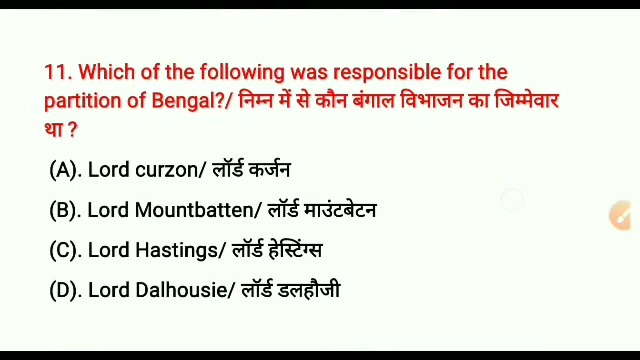 11. Which of the following was responsible for the
partition of Bengal?/ निम्न में से कौन बंगाल विभाजन का जिम्मेवार
था ?
(A). Lord curzon/ लॉर्ड कर्जन
(B). Lord Mountbatten/ लॉर्ड माउंटबेटन
(C). Lord Hastings/ लॉर्ड हेस्टिंग्स
(D). Lord Dalhousie/ लॉर्ड डलहौजी